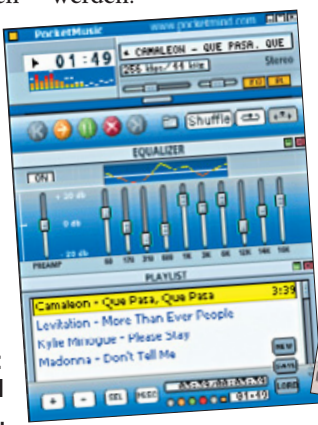 werden.
PocketMusic www.pocketmind.com
01:49
CAMALEON - QUE PASA, QUE
256 kbps/44 kHz Stereo
EQ PL
Shuffle
EQUALIZER
ON
+ 20 db
0 db
- 20 db
PREAMP 60 170 310 600 1K 3K 6K 12K 14K 16K
PLAYLIST
Camaleon - Que Pasa, Que Pasa 3:39
Levitation - More Than Ever People
Kylie Minogue - Please Stay
Madonna - Don't Tell Me
+ - SEL MISC
01:49
NEW
SAVE
LOAD